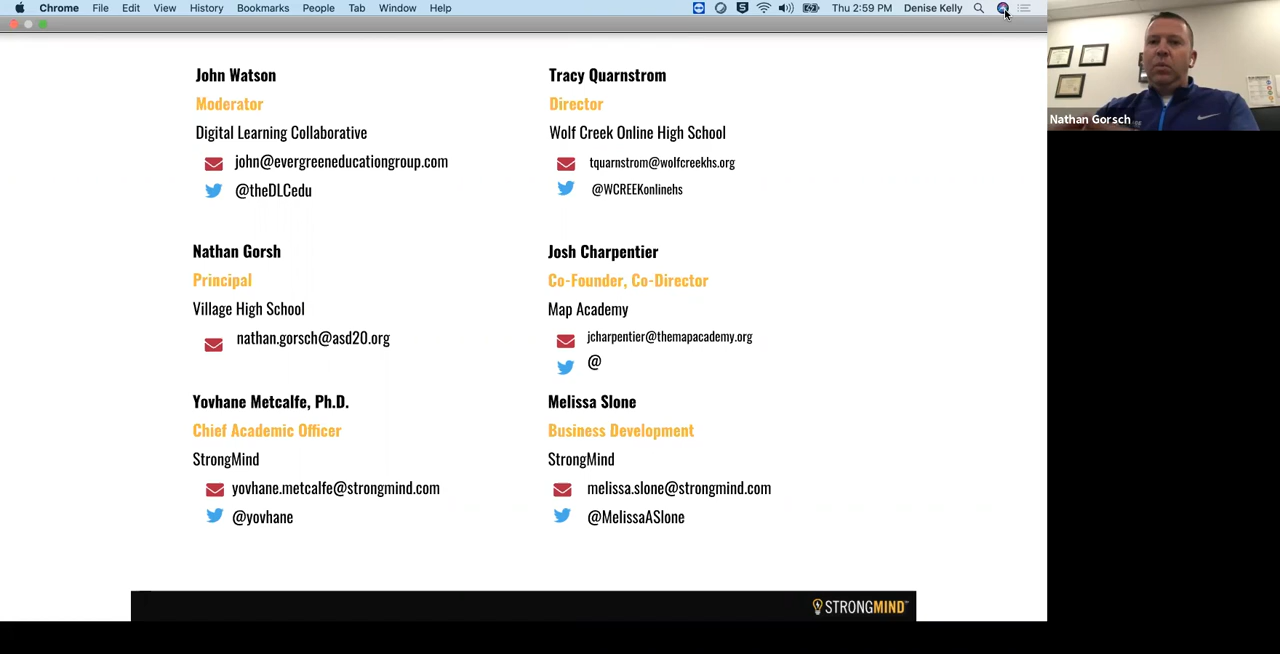 Chrome File Edit View History Bookmarks People Tab Window Help Thu 2:59 PM Denise Kelly
John Watson
Moderator
Digital Learning Collaborative
john@evergreeneducationgroup.com
@theDLCedu
Tracy Quarnstrom
Director
Wolf Creek Online High School
tquarnstrom@wolfcreekhs.org
@WCREEKonlinehs
Nathan Gorsh
Principal
Village High School
nathan.gorsch@asd20.org
Josh Charpentier
Co-Founder, Co-Director
Map Academy
jcharpentier@themapacademy.org
@
Yovhane Metcalfe, Ph.D.
Chief Academic Officer
StrongMind
yovhane.metcalfe@strongmind.com
@yovhane
Melissa Slone
Business Development
StrongMind
melissa.slone@strongmind.com
@MelissaASlone
STRONGMIND™
Nathan Gorsch